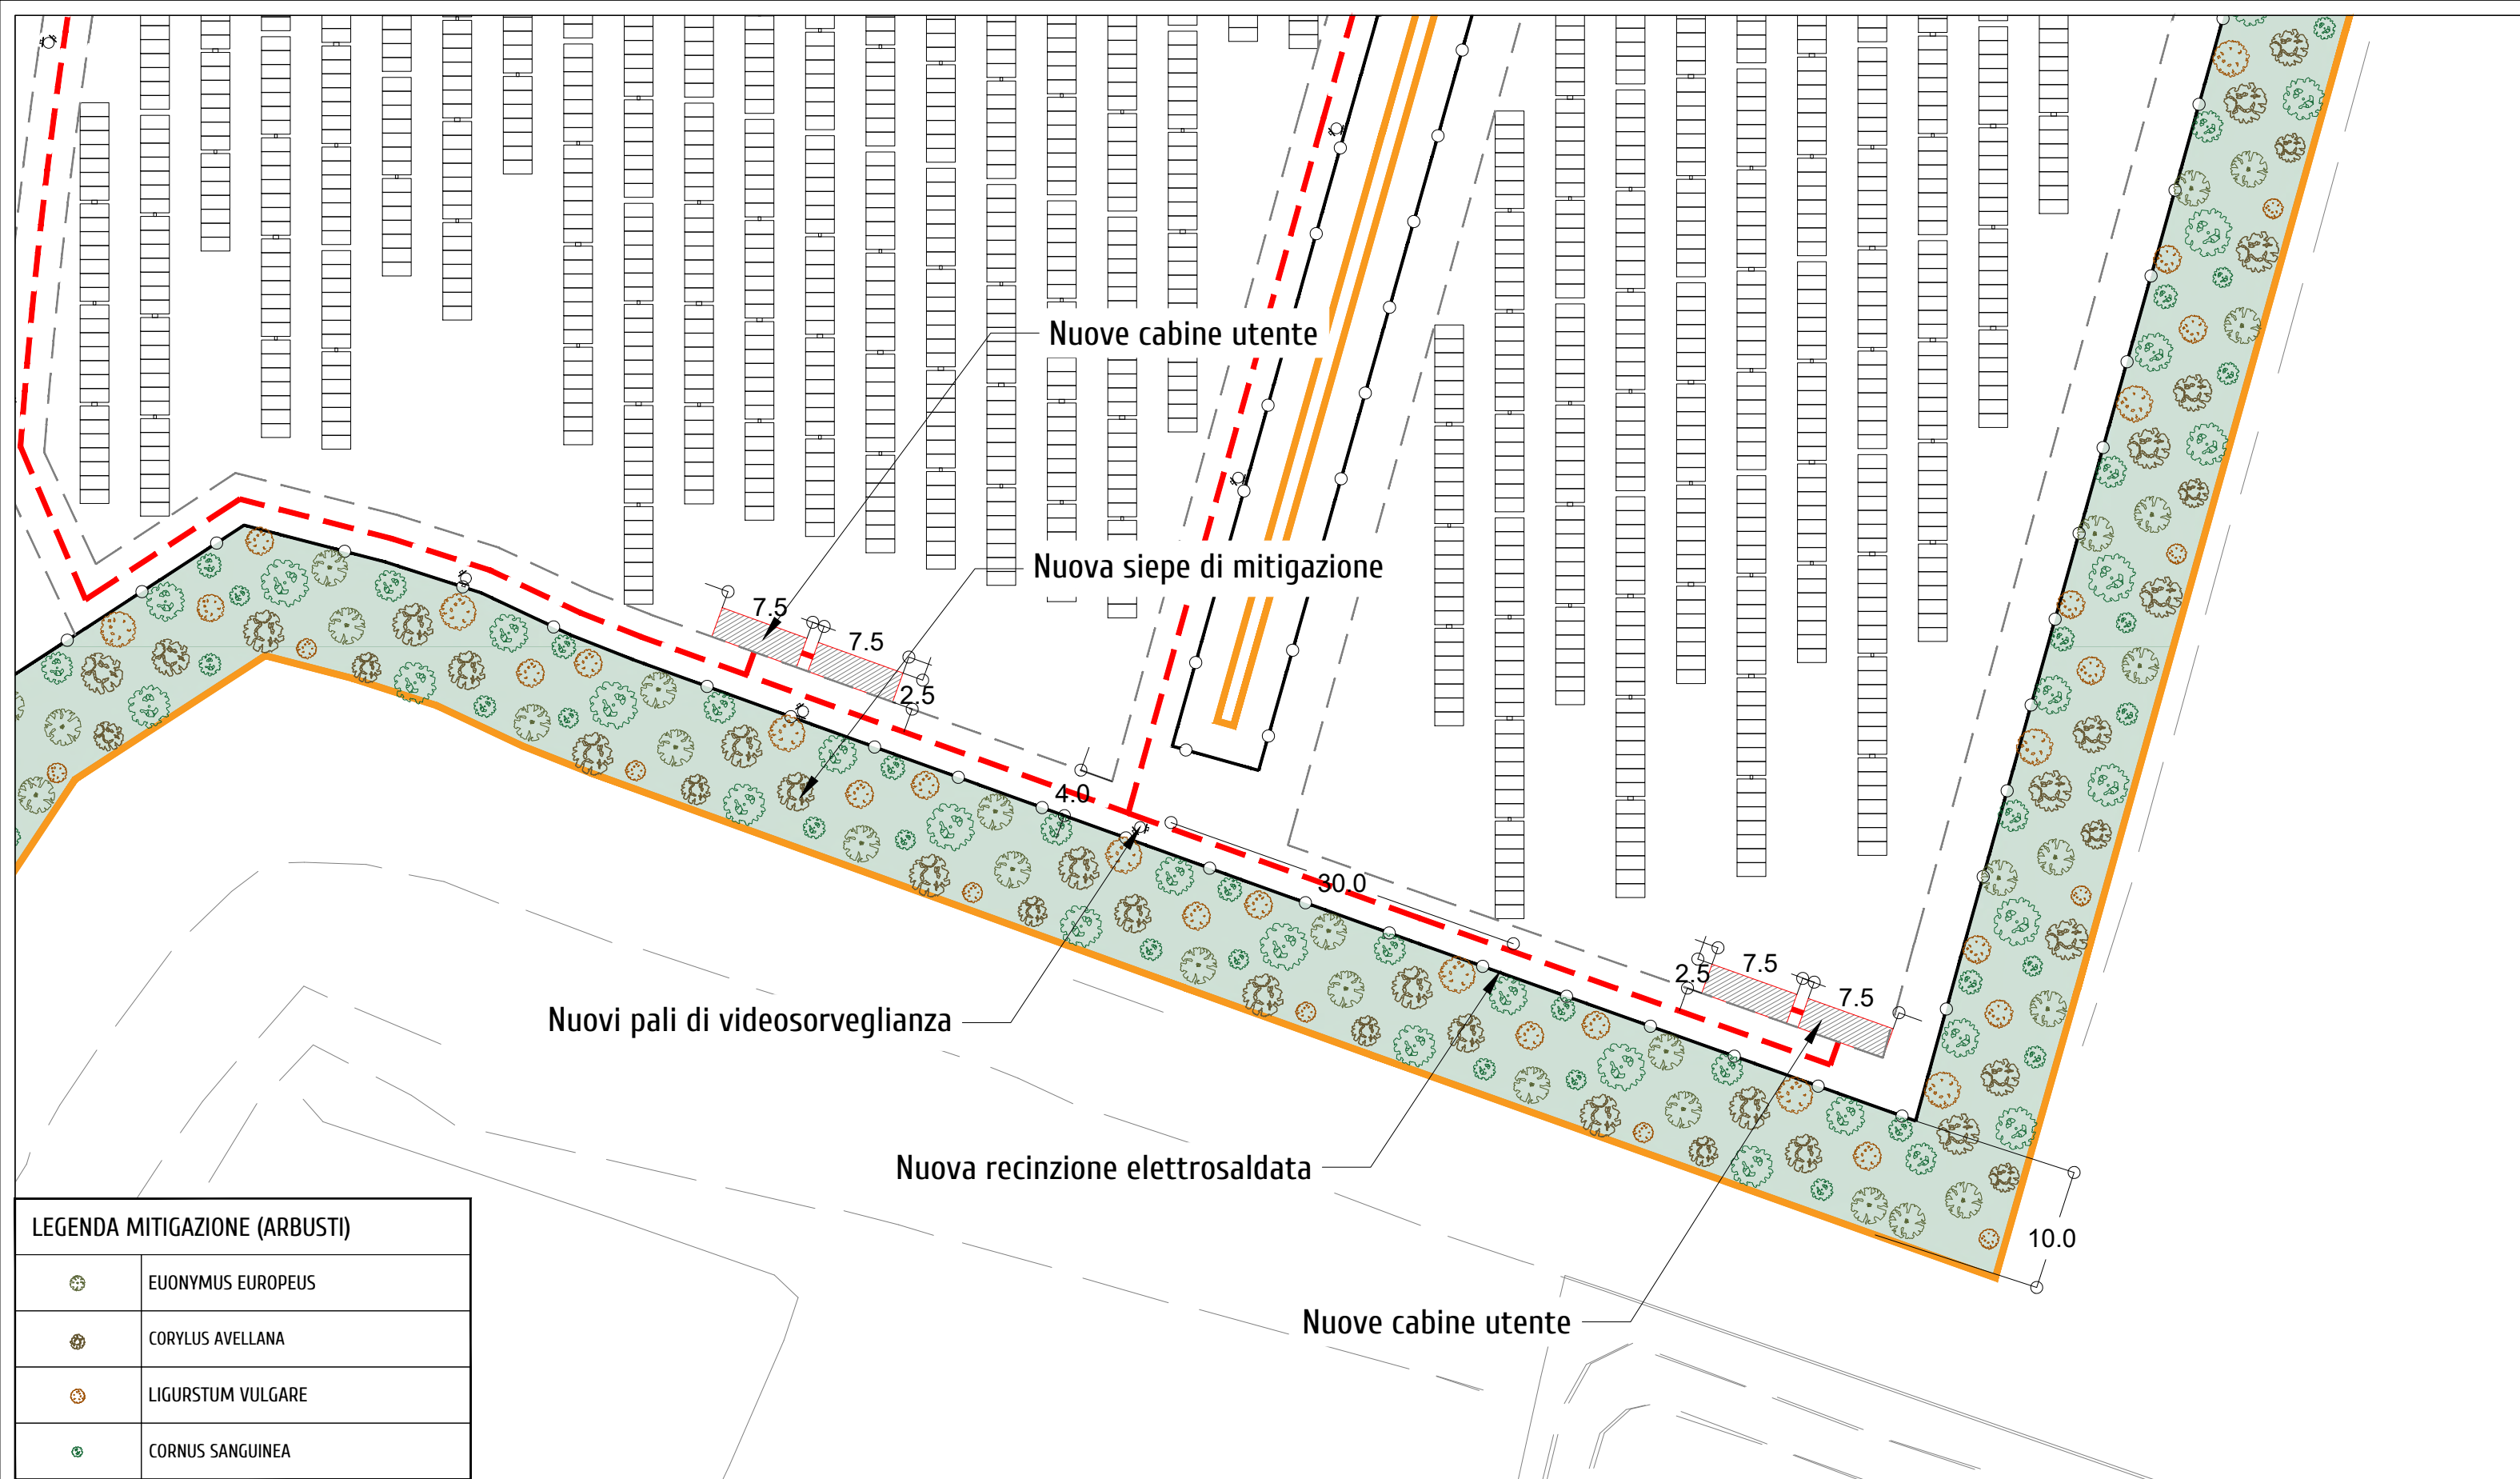 Nuove cabine utente
Nuova siepe di mitigazione
7.5
7.5
2.5
4.0
30.0
2.5
7.5
7.5
Nuovi pali di videosorveglianza
Nuova recinzione elettrosaldata
10.0
Nuove cabine utente
LEGENDA MITIGAZIONE (ARBUSTI)
EUONYMUS EUROPEUS
CORYLUS AVELLANA
LIGURSTUM VULGARE
CORNUS SANGUINEA